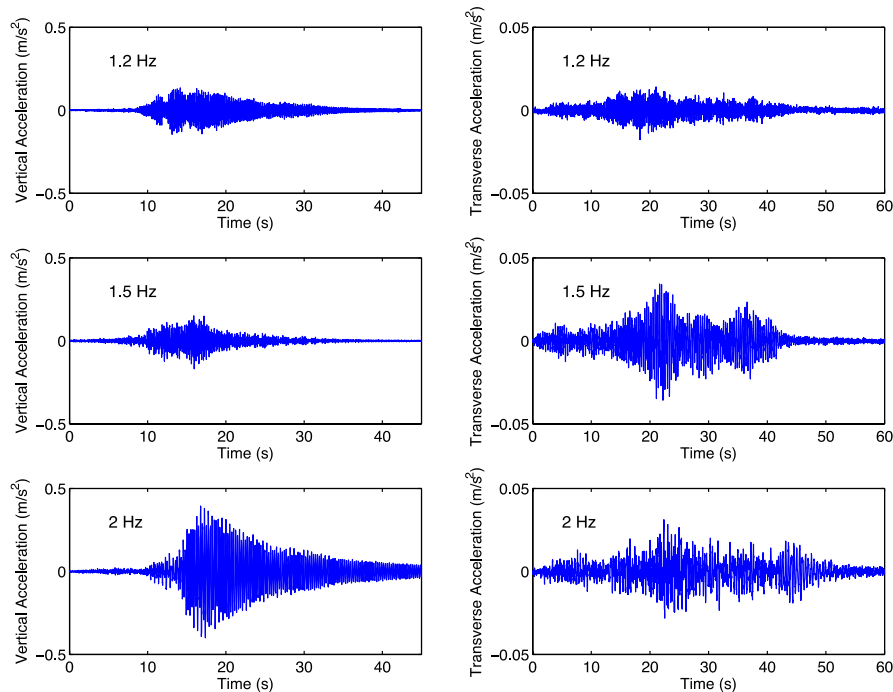 0.5
0
−0.5
Vertical Acceleration (m/s²)
1.2 Hz
0 10 20 30 40
Time (s)
0.05
0
−0.05
Transverse Acceleration (m/s²)
1.2 Hz
0 10 20 30 40 50 60
Time (s)
0.5
0
−0.5
Vertical Acceleration (m/s²)
1.5 Hz
0 10 20 30 40
Time (s)
0.05
0
−0.05
Transverse Acceleration (m/s²)
1.5 Hz
0 10 20 30 40 50 60
Time (s)
0.5
0
−0.5
Vertical Acceleration (m/s²)
2 Hz
0 10 20 30 40
Time (s)
0.05
0
−0.05
Transverse Acceleration (m/s²)
2 Hz
0 10 20 30 40 50 60
Time (s)